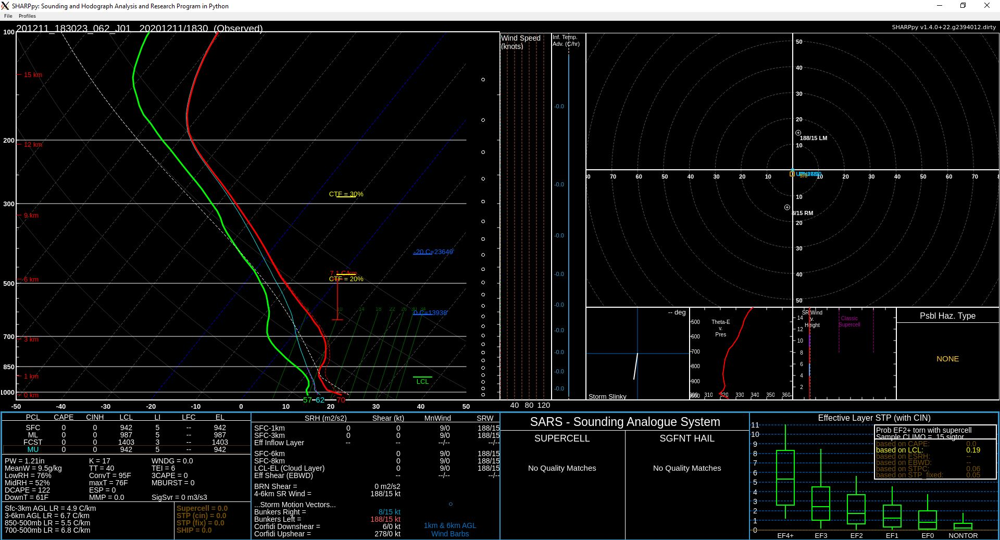 SHARPpy: Sounding and Hodograph Analysis and Research Program in Python
File Profiles
201211_183023_062_J01 20201211/1830 (Observed)
SHARPpy v1.4.0+22.g2394012.dirty
100
200
300
500
700
850
1000
15 km
12 km
9 km
6 km
3 km
1 km
0 km
CTF = 30%
-20 C=23649'
7.1 C/km
CTF = 20%
10 14 18 22 26 30 34
0 C=13938'
LCL
57 62 70
-50 -40 -30 -20 -10 0 10 20 30 40 50
Wind Speed
(knots)
40 80 120
Inf. Temp.
Adv. (C/hr)
-0.0
-0.0
-0.0
-0.0
-0.0
-0.0
-0.0
-0.0
-0.0
50
40
30
20
10
188/15 LM
70 60 50 40 30 20 10
10 20 30 40 50 60 70
10
8/15 RM
20
30
40
50
-- deg
Storm Slinky
Theta-E
v.
Pres
500
600
700
800
900
310 320 330 340 350 360
SR Wind
v.
Height
14
12
10
8
6
4
2
Classic
Supercell
Psbl Haz. Type
NONE
PCL CAPE CINH LCL LI LFC EL
SFC 0 0 942 5 -- 942
ML 0 0 987 5 -- 987
FCST 0 0 1403 3 -- 1403
MU 0 0 942 5 -- 942
PW = 1.21in K = 17 WNDG = 0.0
MeanW = 9.5g/kg TT = 40 TEI = 6
LowRH = 76% ConvT = 95F 3CAPE = 0
MidRH = 52% maxT = 76F MBURST = 0
DCAPE = 122 ESP = 0
DownT = 61F MMP = 0.0 SigSvr = 0 m3/s3
Sfc-3km AGL LR = 4.9 C/km
3-6km AGL LR = 6.7 C/km
850-500mb LR = 5.5 C/km
700-500mb LR = 6.8 C/km
Supercell = 0.0
STP (cin) = 0.0
STP (fix) = 0.0
SHIP = 0.0
SRH (m2/s2) Shear (kt) MnWind SRW
SFC-1km 0 0 9/0 188/15
SFC-3km 0 0 9/0 188/15
Eff Inflow Layer -- -- --/-- --/--
SFC-6km 0 9/0 188/15
SFC-8km 0 9/0 188/15
LCL-EL (Cloud Layer) 0 9/0 188/15
Eff Shear (EBWD) -- --/-- --/--
BRN Shear = 0 m2/s2
4-6km SR Wind = 188/15 kt
...Storm Motion Vectors...
Bunkers Right = 8/15 kt
Bunkers Left = 188/15 kt
Corfidi Downshear = 6/0 kt
Corfidi Upshear = 278/0 kt
1km & 6km AGL
Wind Barbs
SARS - Sounding Analogue System
SUPERCELL SGFNT HAIL
No Quality Matches No Quality Matches
Effective Layer STP (with CIN)
11
10
9
8
7
6
5
4
3
2
1
0
Prob EF2+ torn with supercell
Sample CLIMO = .15 sigtor
based on CAPE: 0.0
based on LCL: 0.19
based on ESRH: --
based on EBWD: --
based on STPC: 0.06
based on STP_fixed: 0.05
EF4+ EF3 EF2 EF1 EF0 NONTOR